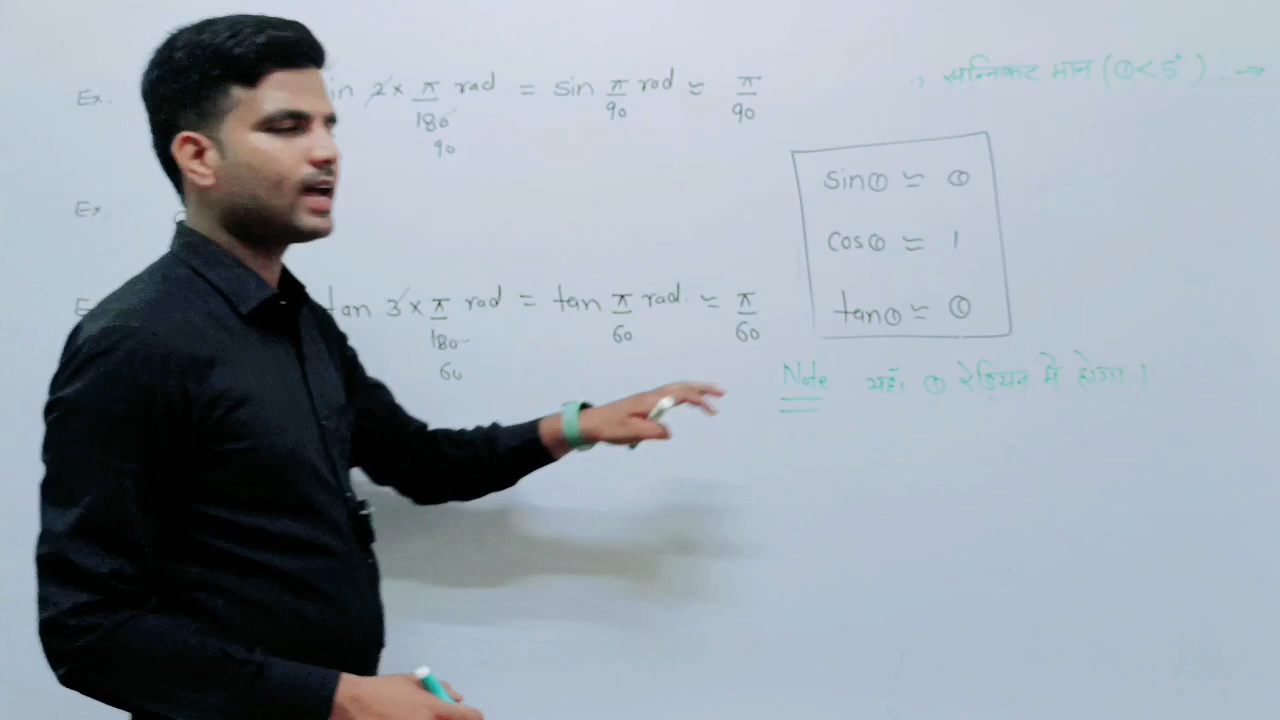 सन्निकट मान (θ<5°) : →
Ex. in 2 × π/180 rad = sin π/90 rad ≃ π/90
90
Ex.
tan 3 × π/180 rad = tan π/60 rad ≃ π/60
60
sinθ ≃ θ
cosθ ≃ 1
tanθ ≃ θ
Note यहाँ θ रेडियन में होगा ।